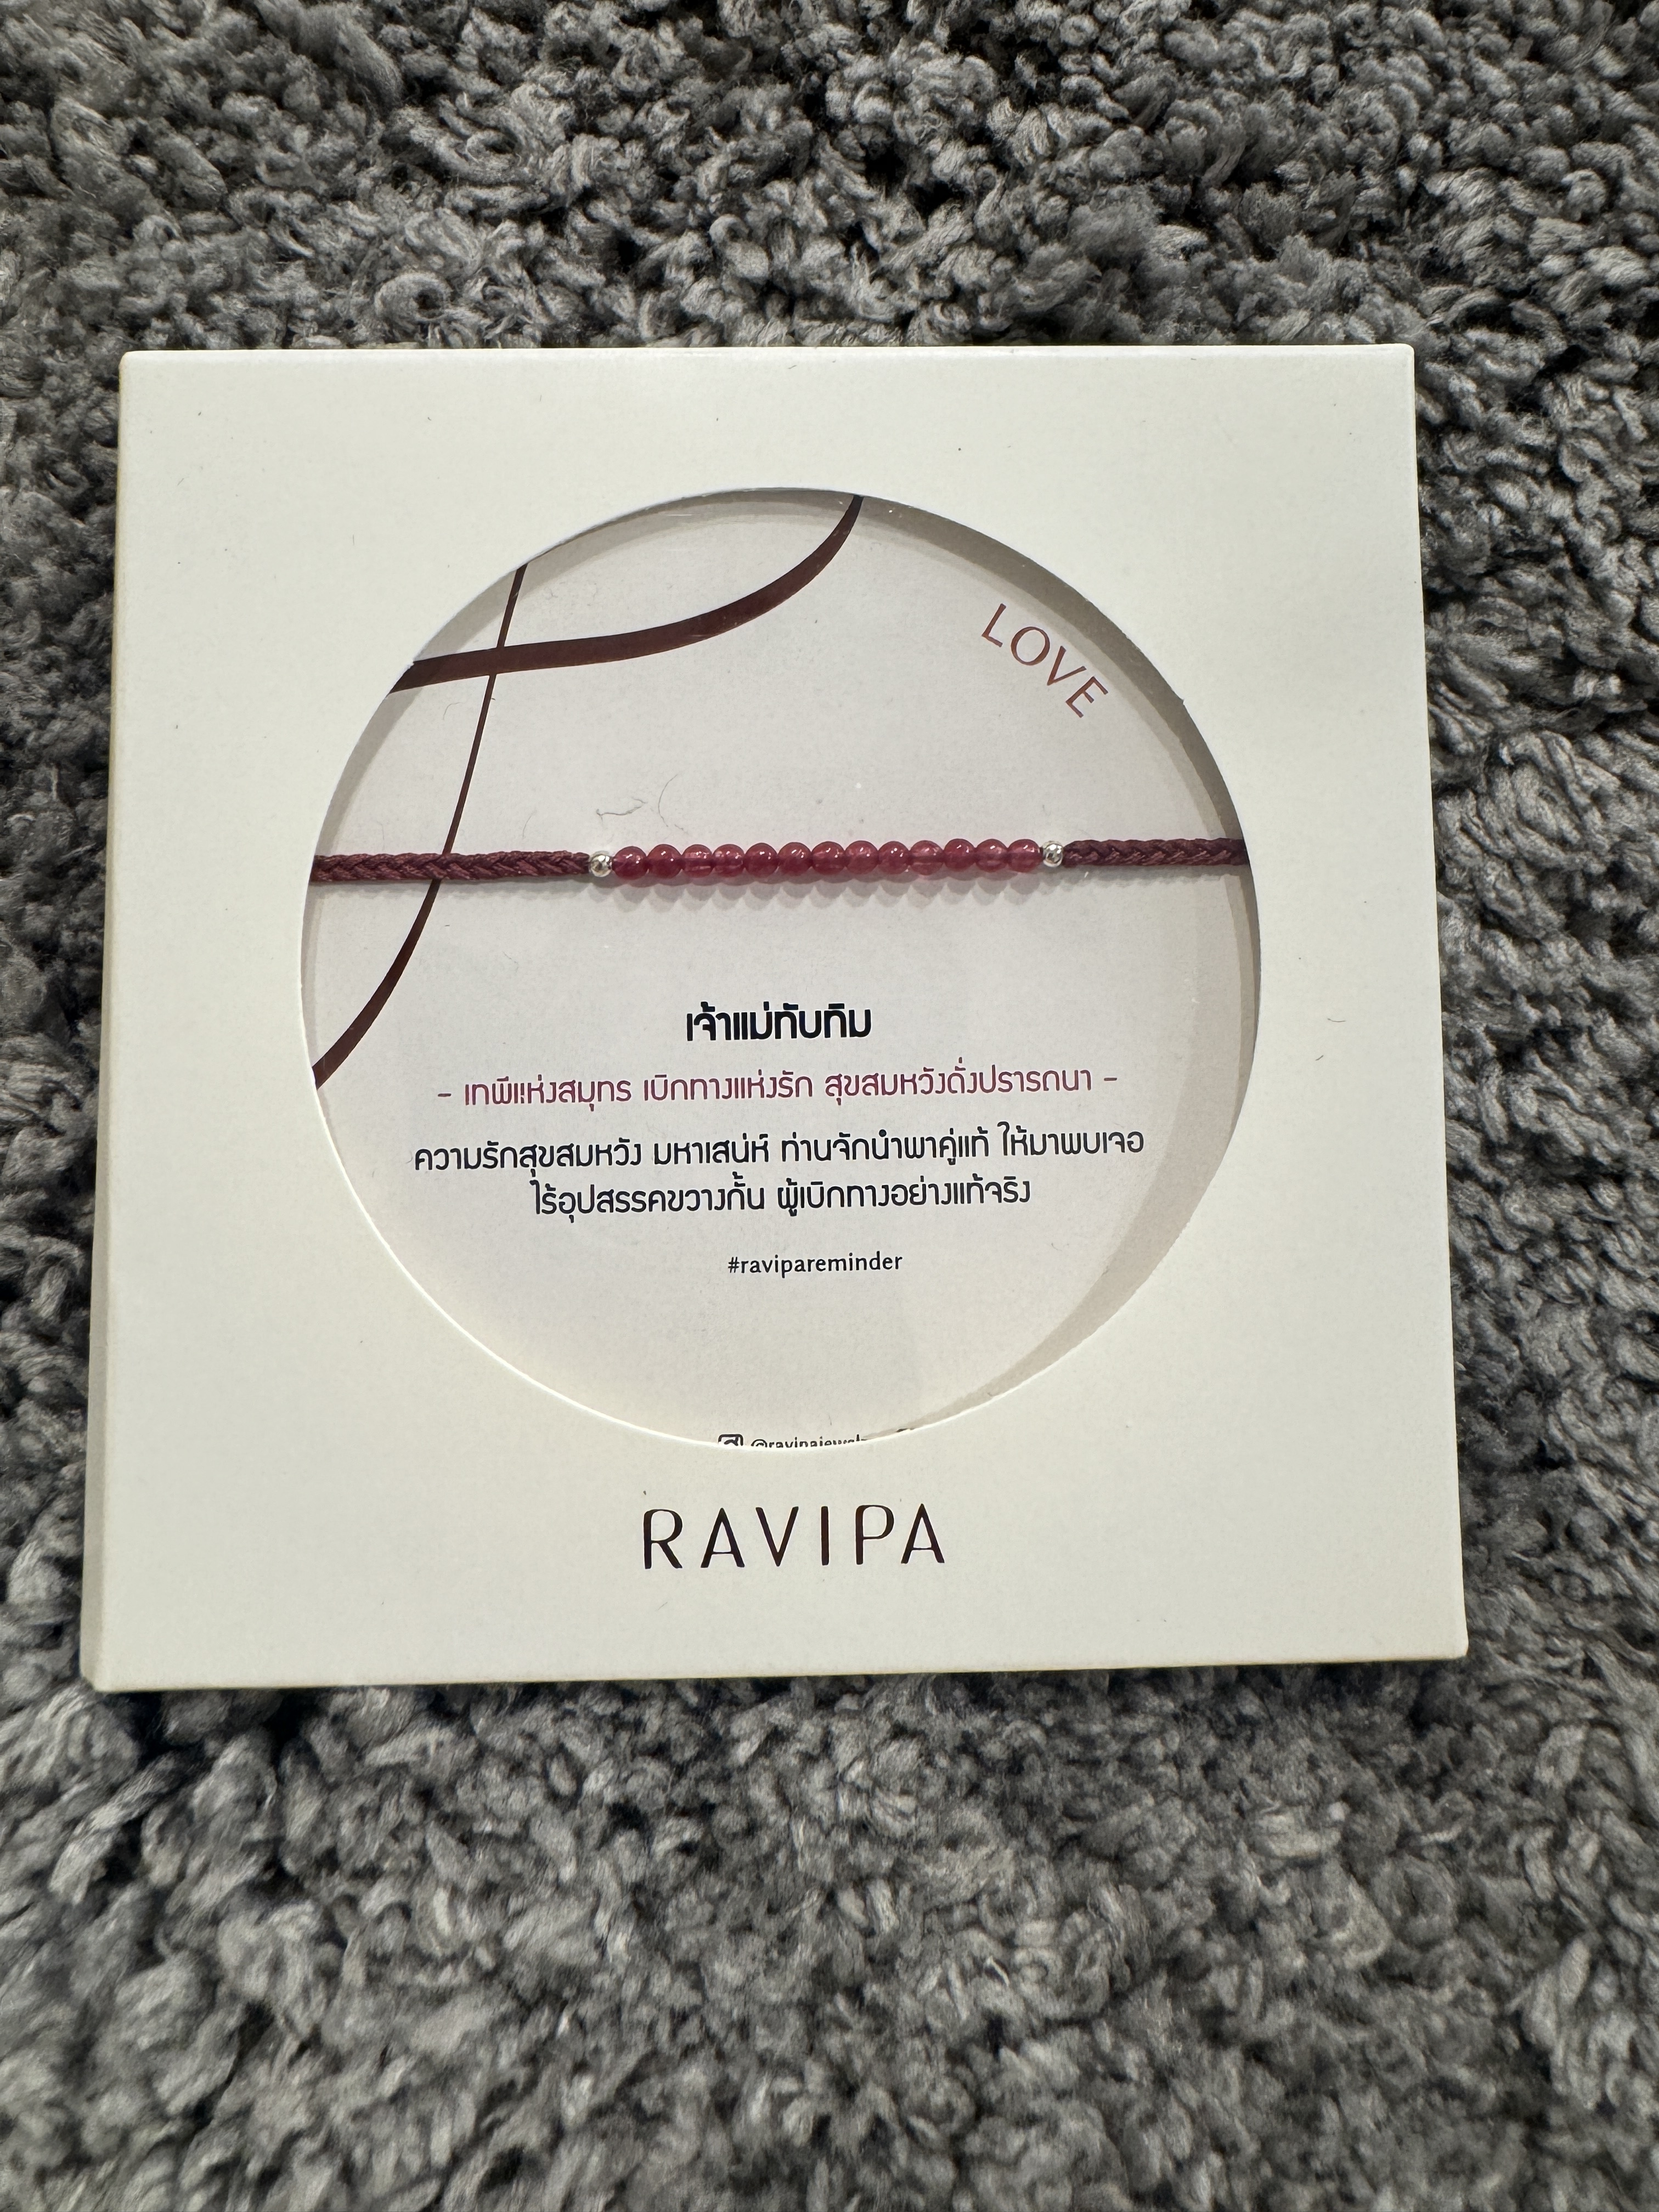 LOVE
เจ้าแม่ทับทิม
- เทพีแห่งสมุทร เบิกทางแห่งรัก สุขสมหวังดั่งปรารถนา -
ความรักสุขสมหวัง มหาเสน่ห์ ท่านจักนำพาคู่แท้ ให้มาพบเจอ
ไร้อุปสรรคขวางกั้น ผู้เบิกทางอย่างแท้จริง
#ravipareminder
RAVIPA